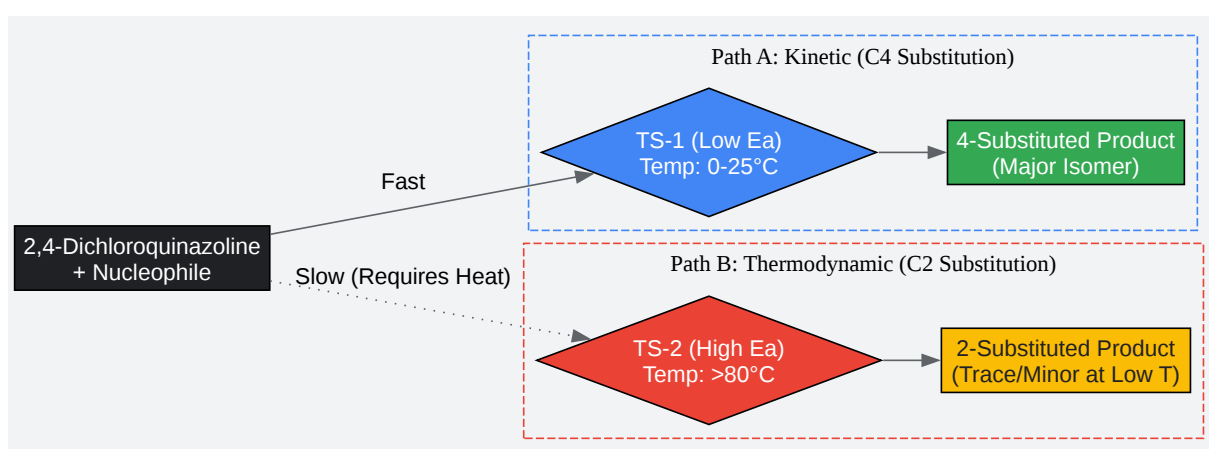 Path A: Kinetic (C4 Substitution)
TS-1 (Low Ea)
Temp: 0-25°C
4-Substituted Product
(Major Isomer)
Fast
2,4-Dichloroquinazoline
+ Nucleophile
Slow (Requires Heat)
Path B: Thermodynamic (C2 Substitution)
TS-2 (High Ea)
Temp: >80°C
2-Substituted Product
(Trace/Minor at Low T)